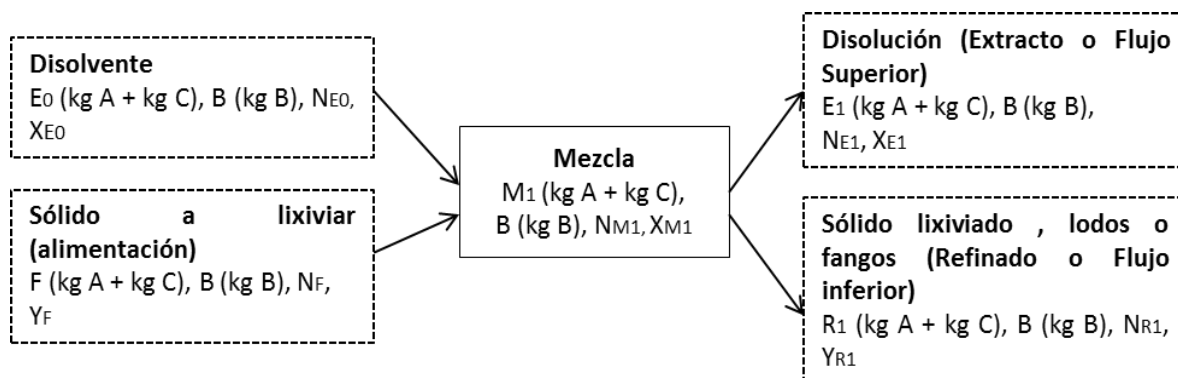 Disolvente
E0 (kg A + kg C), B (kg B), NE0,
XE0
Sólido a lixiviar
(alimentación)
F (kg A + kg C), B (kg B), NF,
YF
Mezcla
M1 (kg A + kg C),
B (kg B), NM1, XM1
Disolución (Extracto o Flujo
Superior)
E1 (kg A + kg C), B (kg B),
NE1, XE1
Sólido lixiviado , lodos o
fangos (Refinado o Flujo
inferior)
R1 (kg A + kg C), B (kg B), NR1,
YR1